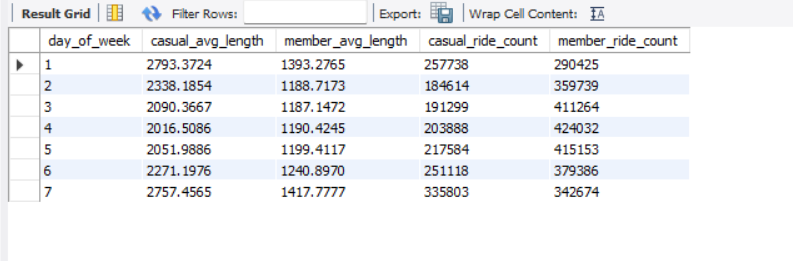 Result Grid Filter Rows: Export: Wrap Cell Content: IA
day_of_week casual_avg_length member_avg_length casual_ride_count member_ride_count
1 2793.3724 1393.2765 257738 290425
2 2338.1854 1188.7173 184614 359739
3 2090.3667 1187.1472 191299 411264
4 2016.5086 1190.4245 203888 424032
5 2051.9886 1199.4117 217584 415153
6 2271.1976 1240.8970 251118 379386
7 2757.4565 1417.7777 335803 342674